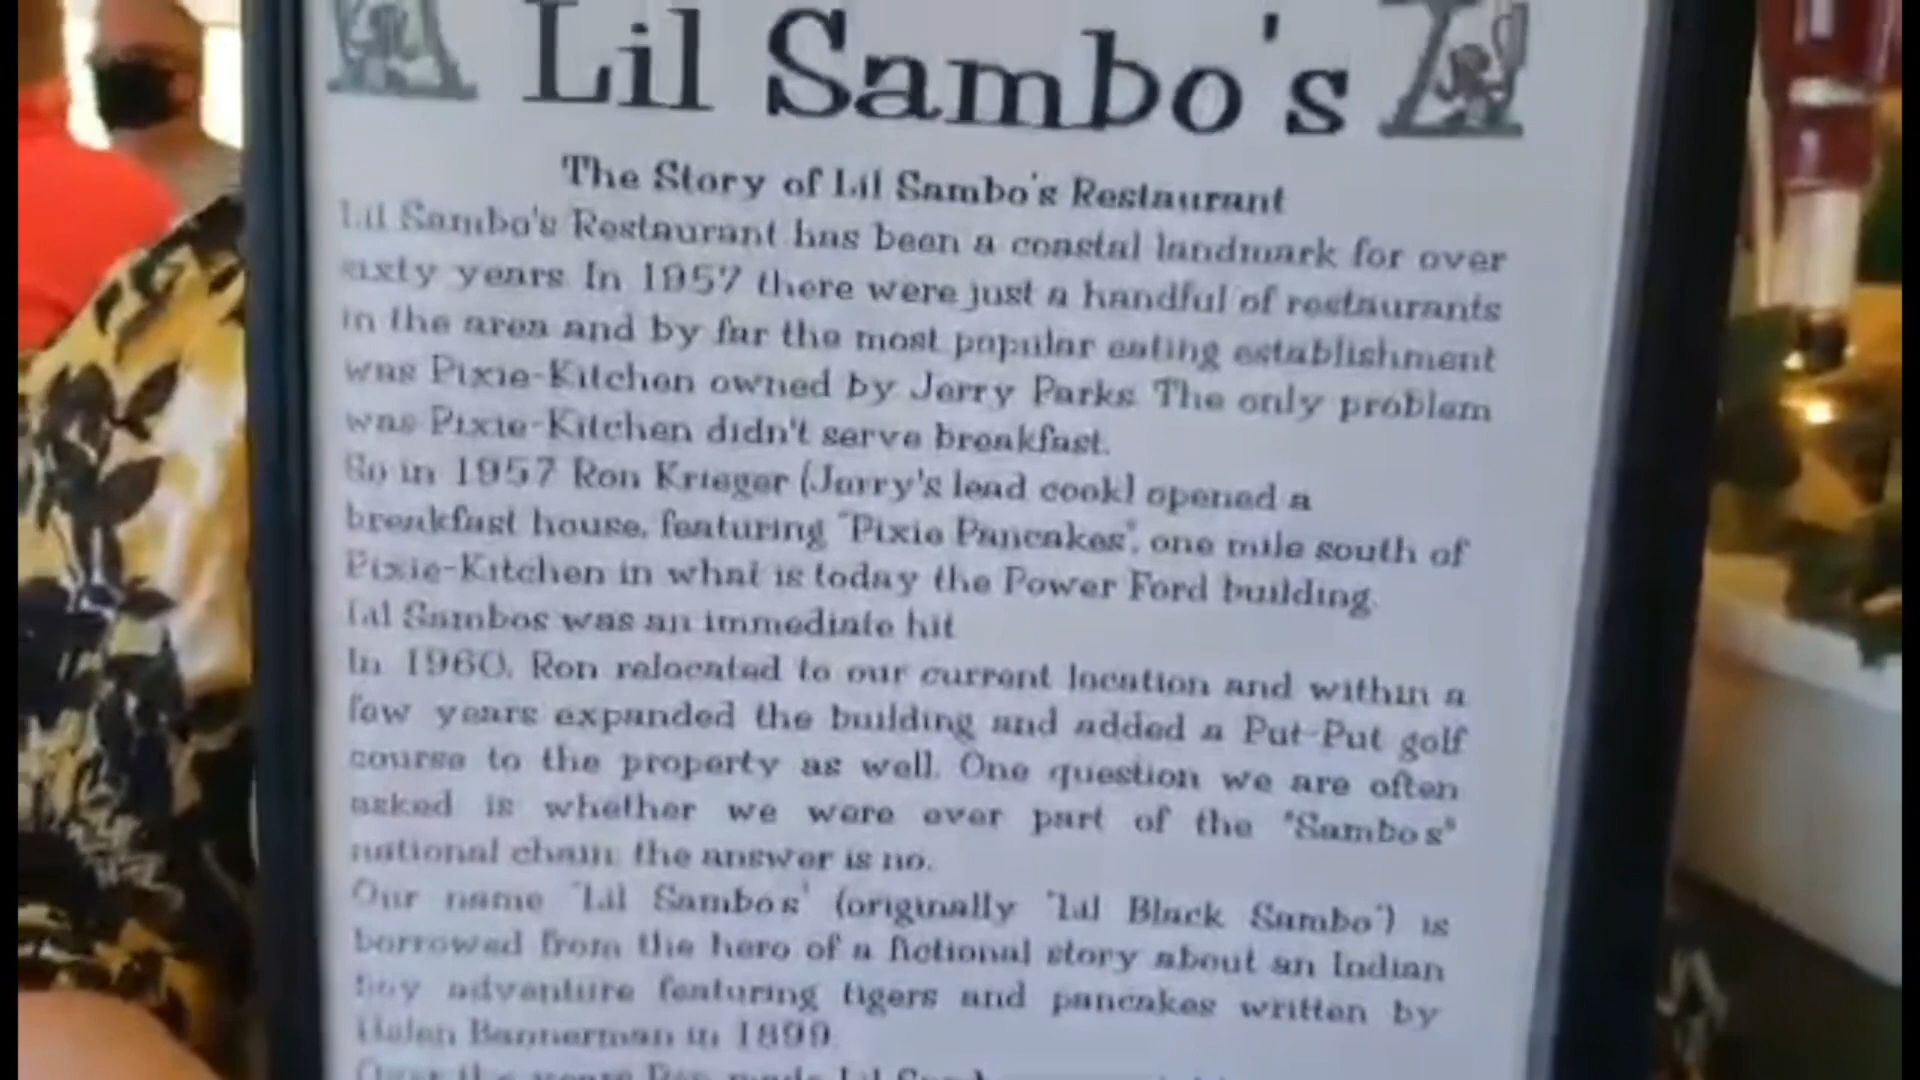 Lil Sambo's
The Story of Lil Sambo's Restaurant
Lil Sambo's Restaurant has been a coastal landmark for over
sixty years. In 1957 there were just a handful of restaurants
in the area and by far the most popular eating establishment
was Pixie-Kitchen owned by Jerry Parks. The only problem
was Pixie-Kitchen didn't serve breakfast.
So in 1957 Ron Krieger (Jerry's lead cook) opened a
breakfast house, featuring "Pixie Pancakes", one mile south of
Pixie-Kitchen in what is today the Power Ford building.
Lil Sambos was an immediate hit
In 1960, Ron relocated to our current location and within a
few years expanded the building and added a Put-Put golf
course to the property as well. One question we are often
asked is whether we were ever part of the "Sambo's"
national chain; the answer is no.
Our name "Lil Sambo's" (originally "Lil Black Sambo") is
borrowed from the hero of a fictional story about an Indian
boy adventure featuring tigers and pancakes written by
Helen Bannerman in 1899.